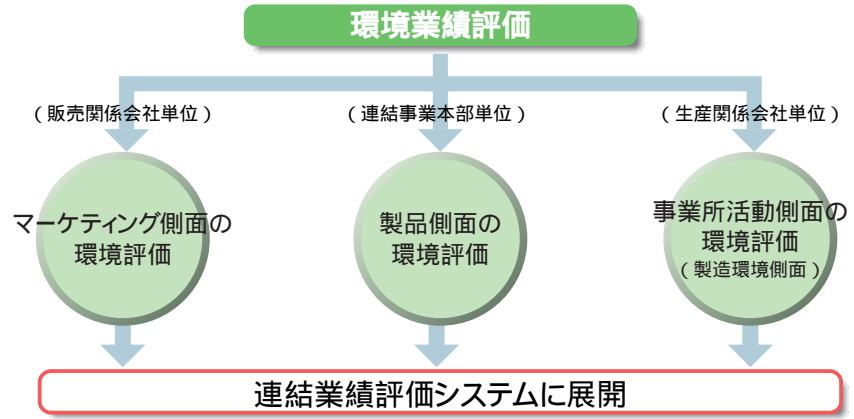 環境業績評価
(販売関係会社単位)
(連結事業本部単位)
(生産関係会社単位)
マーケティング側面の
環境評価
製品側面の
環境評価
事業所活動側面の
環境評価
(製造環境側面)
連結業績評価システムに展開